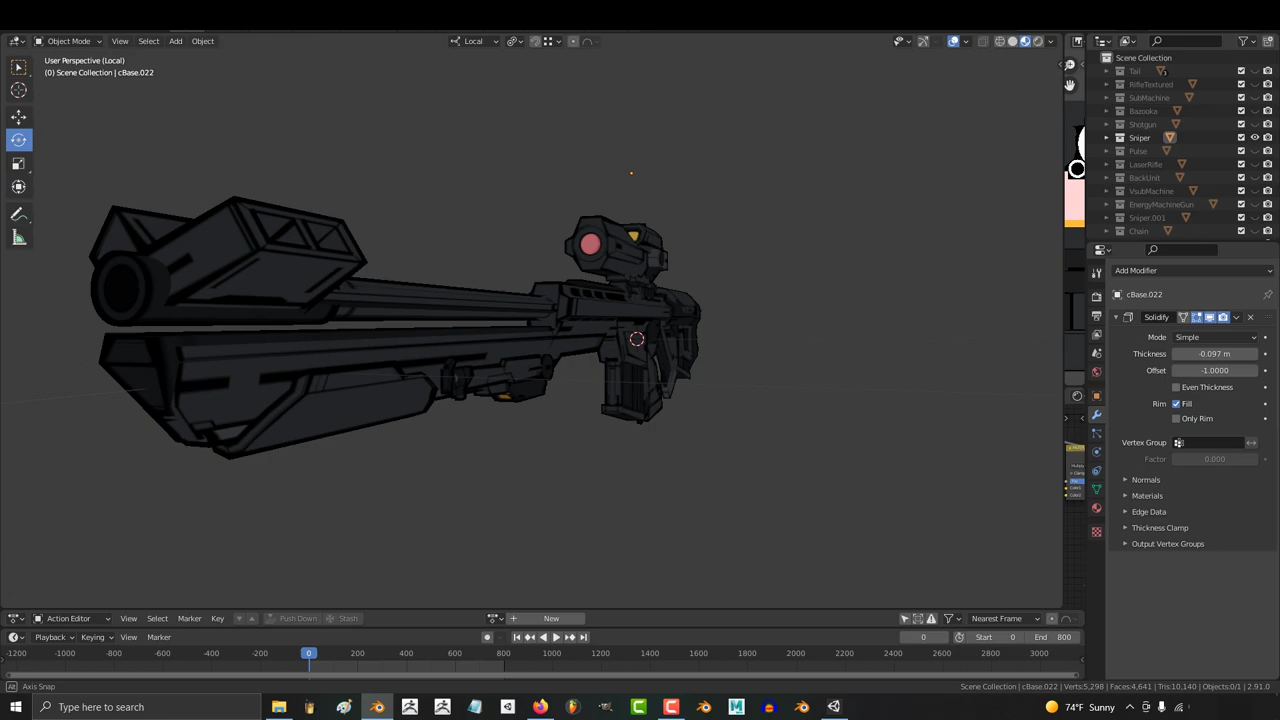 Object Mode View Select Add Object Local
User Perspective (Local)
(0) Scene Collection | cBase.022
Scene Collection
Tail
RifleTextured
SubMachine
Bazooka
Shotgun
Sniper
Pulse
LaserRifle
BackUnit
VsubMachine
EnergyMachineGun
Sniper.001
Chain
Add Modifier
cBase.022
Solidify
Mode Simple
Thickness -0.097 m
Offset -1.0000
Even Thickness
Rim Fill
Only Rim
Vertex Group
Factor 0.000
Normals
Materials
Edge Data
Thickness Clamp
Output Vertex Groups
Action Editor View Select Marker Key Push Down Stash New Nearest Frame
Playback Keying View Marker 0 Start 0 End 800
-1200 -1000 -800 -600 -400 -200 0 200 400 600 800 1000 1200 1400 1600 1800 2000 2200 2400 2600 2800 3000
Axis Snap Scene Collection | cBase.022 | Verts:5,298 | Faces:4,641 | Tris:10,140 | Objects:0/1 | 2.91.0
Type here to search 74°F Sunny